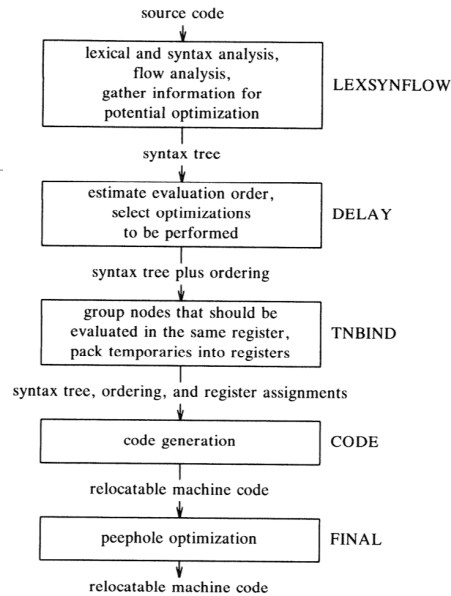 source code
lexical and syntax analysis,
flow analysis,
gather information for
potential optimization
LEXSYNFLOW
syntax tree
estimate evaluation order,
select optimizations
to be performed
DELAY
syntax tree plus ordering
group nodes that should be
evaluated in the same register,
pack temporaries into registers
TNBIND
syntax tree, ordering, and register assignments
code generation
CODE
relocatable machine code
peephole optimization
FINAL
relocatable machine code